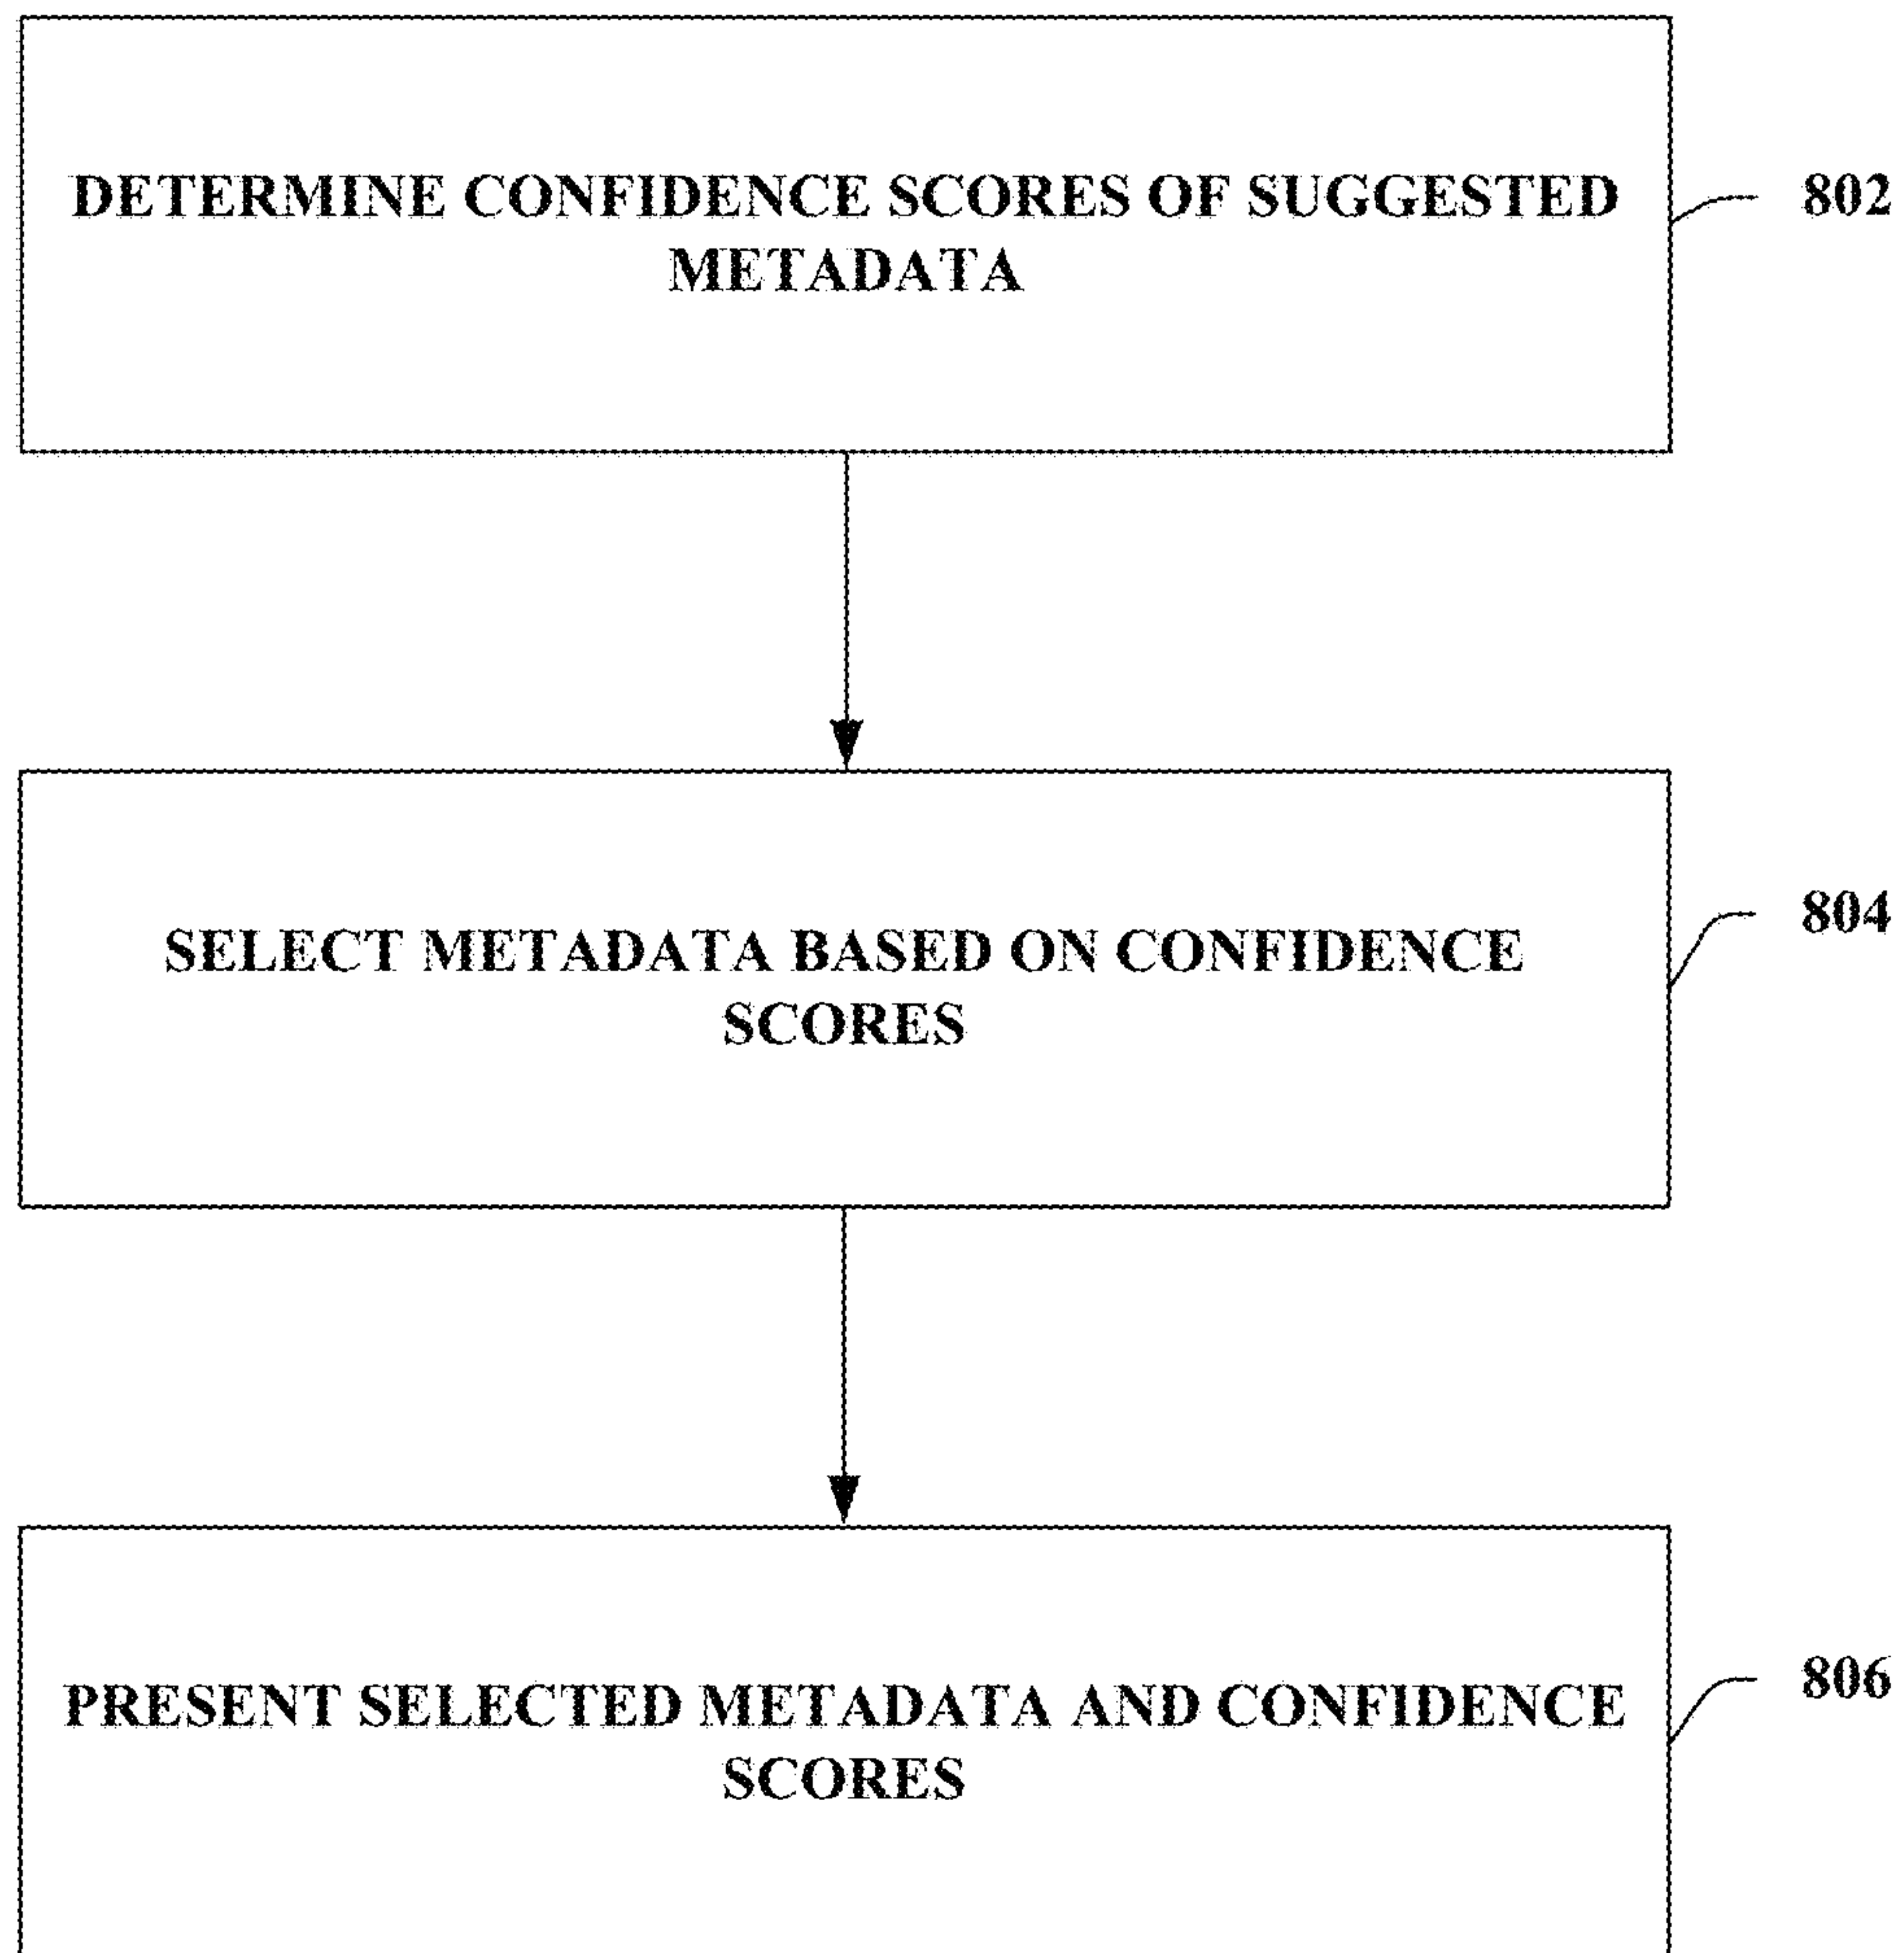 DETERMINE CONFIDENCE SCORES OF SUGGESTED
METADATA
802
SELECT METADATA BASED ON CONFIDENCE
SCORES
804
PRESENT SELECTED METADATA AND CONFIDENCE
SCORES
806